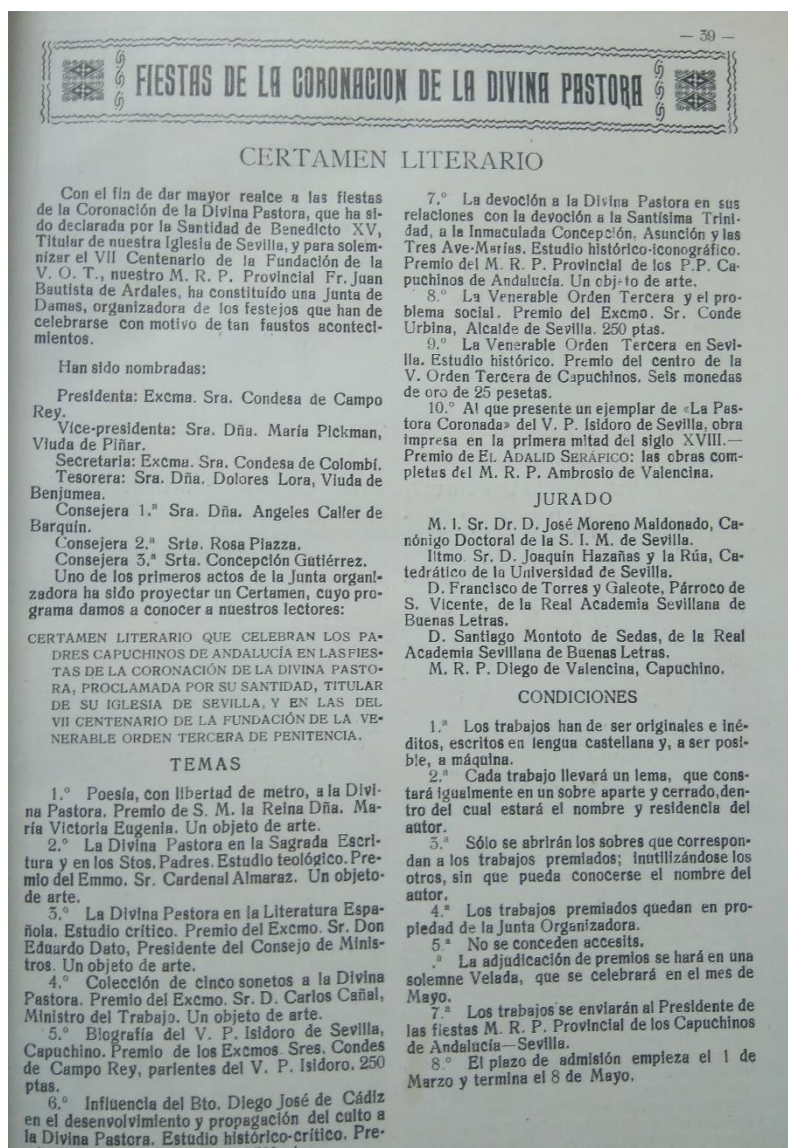 — 39 —
FIESTAS DE LA CORONACION DE LA DIVINA PASTORA
CERTAMEN LITERARIO
Con el fin de dar mayor realce a las fiestas
de la Coronación de la Divina Pastora, que ha si-
do declarada por la Santidad de Benedicto XV,
Titular de nuestra Iglesia de Sevilla, y para solem-
nizar el VII Centenario de la Fundación de la
V. O. T., nuestro M. R. P. Provincial Fr. Juan
Bautista de Ardales, ha constituído una Junta de
Damas, organizadora de los festejos que han de
celebrarse con motivo de tan faustos aconteci-
mientos.
Han sido nombradas:
Presidenta: Excma. Sra. Condesa de Campo
Rey.
Vice-presidenta: Sra. Dña. María Pickman,
Viuda de Piñar.
Secretaria: Excma. Sra. Condesa de Colombí.
Tesorera: Sra. Dña. Dolores Lora, Viuda de
Benjumea.
Consejera 1.ª Sra. Dña. Angeles Calfer de
Barquín.
Consejera 2.ª Srta. Rosa Piazza.
Consejera 3.ª Srta. Concepción Gutiérrez.
Uno de los primeros actos de la Junta organi-
zadora ha sido proyectar un Certamen, cuyo pro-
grama damos a conocer a nuestros lectores:
CERTAMEN LITERARIO QUE CELEBRAN LOS PA-
DRES CAPUCHINOS DE ANDALUCÍA EN LAS FIES-
TAS DE LA CORONACIÓN DE LA DIVINA PASTO-
RA, PROCLAMADA POR SU SANTIDAD, TITULAR
DE SU IGLESIA DE SEVILLA, Y EN LAS DEL
VII CENTENARIO DE LA FUNDACIÓN DE LA VE-
NERABLE ORDEN TERCERA DE PENITENCIA.
TEMAS
1.º Poesía, con libertad de metro, a la Divi-
na Pastora. Premio de S. M. la Reina Dña. Ma-
ría Victoria Eugenia. Un objeto de arte.
2.º La Divina Pastora en la Sagrada Escri-
tura y en los Stos. Padres. Estudio teológico. Pre-
mio del Emmo. Sr. Cardenal Almaraz. Un objeto
de arte.
3.º La Divina Pastora en la Literatura Espa-
ñola. Estudio crítico. Premio del Excmo. Sr. Don
Eduardo Dato, Presidente del Consejo de Minis-
tros. Un objeto de arte.
4.º Colección de cinco sonetos a la Divina
Pastora. Premio del Excmo. Sr. D. Carlos Cañal,
Ministro del Trabajo. Un objeto de arte.
5.º Biografía del V. P. Isidoro de Sevilla,
Capuchino. Premio de los Excmos. Sres. Condes
de Campo Rey, parientes del V. P. Isidoro. 250
ptas.
6.º Influencia del Bto. Diego José de Cádiz
en el desenvolvimiento y propagación del culto a
la Divina Pastora. Estudio histórico-crítico. Pre-
7.º La devoción a la Divina Pastora en sus
relaciones con la devoción a la Santísima Trini-
dad, a la Inmaculada Concepción, Asunción y las
Tres Ave-Marías. Estudio histórico-iconográfico.
Premio del M. R. P. Provincial de los P.P. Ca-
puchinos de Andalucía. Un objeto de arte.
8.º La Venerable Orden Tercera y el pro-
blema social. Premio del Excmo. Sr. Conde
Urbina, Alcalde de Sevilla. 250 ptas.
9.º La Venerable Orden Tercera en Sevi-
lla. Estudio histórico. Premio del centro de la
V. Orden Tercera de Capuchinos. Seis monedas
de oro de 25 pesetas.
10.º Al que presente un ejemplar de «La Pas-
tora Coronada» del V. P. Isidoro de Sevilla, obra
impresa en la primera mitad del siglo XVIII.—
Premio de EL ADALID SERÁFICO: las obras com-
pletas del M. R. P. Ambrosio de Valencina.
JURADO
M. I. Sr. Dr. D. José Moreno Maldonado, Ca-
nónigo Doctoral de la S. I. M. de Sevilla.
Iltmo. Sr. D. Joaquín Hazañas y la Rúa, Ca-
tedrático de la Universidad de Sevilla.
D. Francisco de Torres y Galeote, Párroco de
S. Vicente, de la Real Academia Sevillana de
Buenas Letras.
D. Santiago Montoto de Sedas, de la Real
Academia Sevillana de Buenas Letras.
M. R. P. Diego de Valencina, Capuchino.
CONDICIONES
1.ª Los trabajos han de ser originales e iné-
ditos, escritos en lengua castellana y, a ser posi-
ble, a máquina.
2.ª Cada trabajo llevará un lema, que cons-
tará igualmente en un sobre aparte y cerrado, den-
tro del cual estará el nombre y residencia del
autor.
3.ª Sólo se abrirán los sobres que correspon-
dan a los trabajos premiados; inutilizándose los
otros, sin que pueda conocerse el nombre del
autor.
4.ª Los trabajos premiados quedan en pro-
piedad de la Junta Organizadora.
5.ª No se conceden accesits.
.ª La adjudicación de premios se hará en una
solemne Velada, que se celebrará en el mes de
Mayo.
7.ª Los trabajos se enviarán al Presidente de
las fiestas M. R. P. Provincial de los Capuchinos
de Andalucía—Sevilla.
8.º El plazo de admisión empieza el 1 de
Marzo y termina el 8 de Mayo.